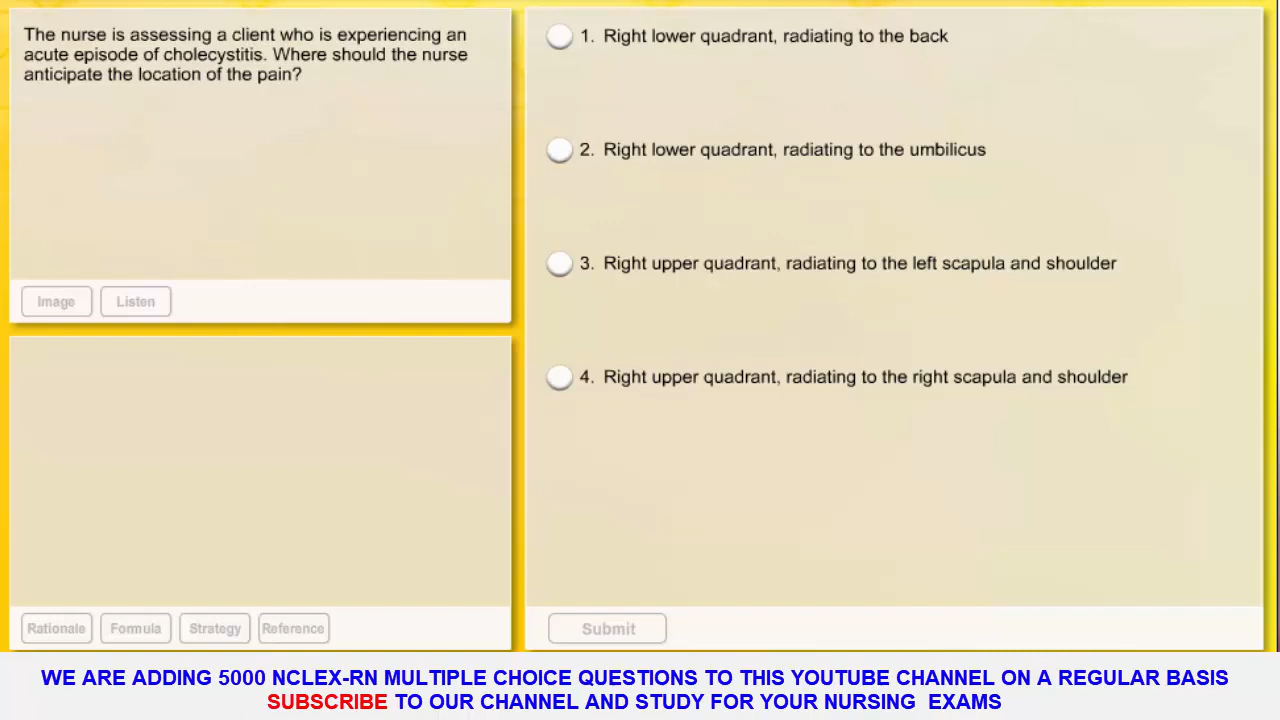 The nurse is assessing a client who is experiencing an
acute episode of cholecystitis. Where should the nurse
anticipate the location of the pain?
Image Listen
1. Right lower quadrant, radiating to the back
2. Right lower quadrant, radiating to the umbilicus
3. Right upper quadrant, radiating to the left scapula and shoulder
4. Right upper quadrant, radiating to the right scapula and shoulder
Rationale Formula Strategy Reference
Submit
WE ARE ADDING 5000 NCLEX-RN MULTIPLE CHOICE QUESTIONS TO THIS YOUTUBE CHANNEL ON A REGULAR BASIS
SUBSCRIBE TO OUR CHANNEL AND STUDY FOR YOUR NURSING EXAMS